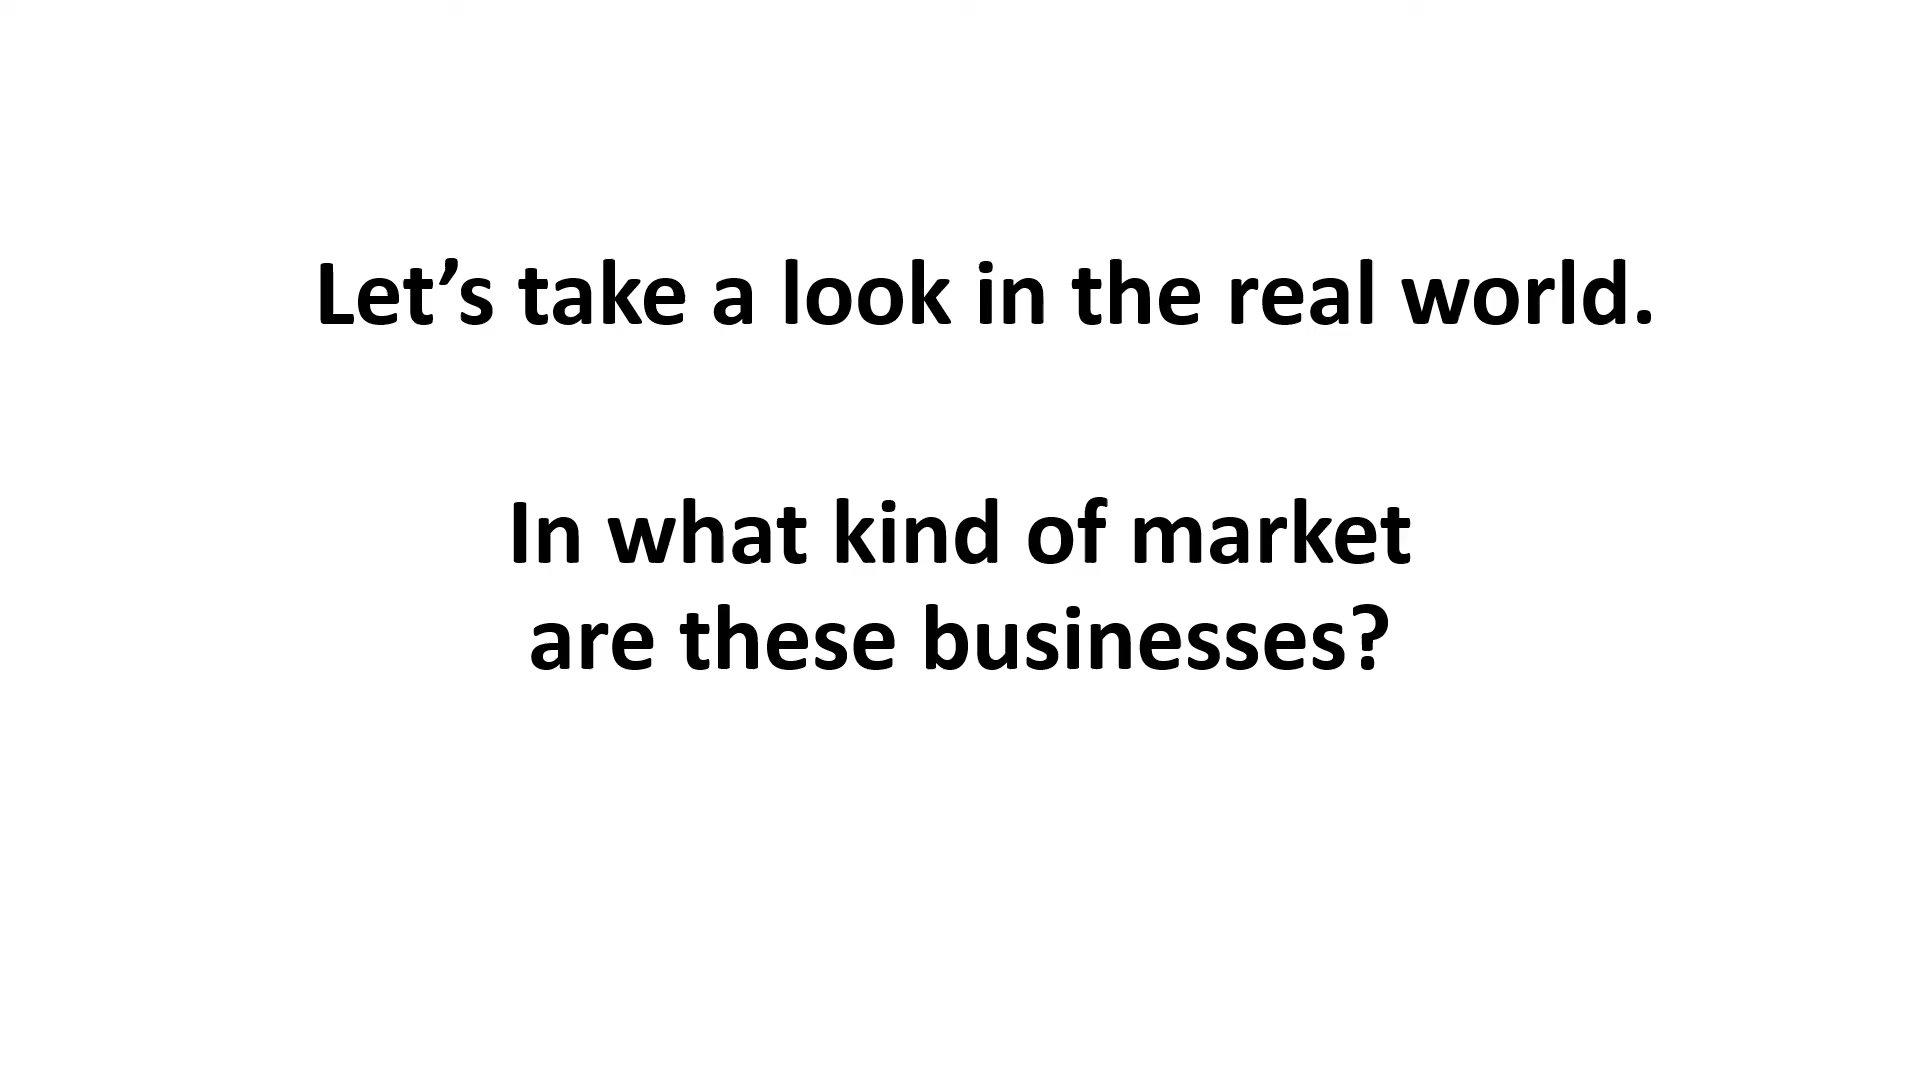 Let’s take a look in the real world.
In what kind of market
are these businesses?